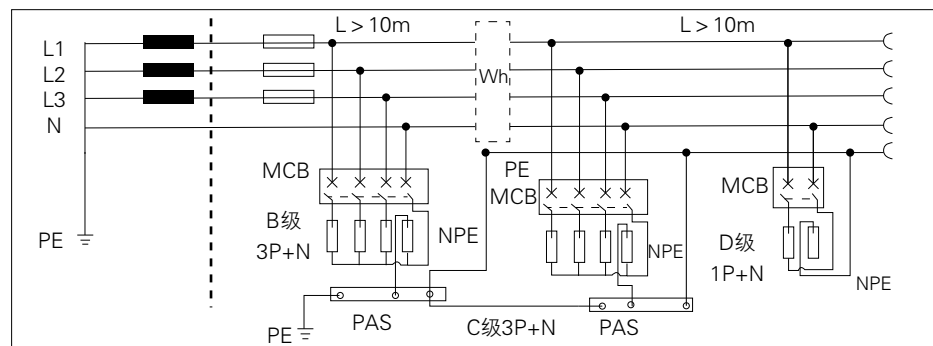 L > 10m
L > 10m
L1
L2
L3
N
Wh
MCB
PE
MCB
MCB
B级
3P+N
NPE
NPE
D级
1P+N
NPE
PE
PE
PAS
C级3P+N
PAS